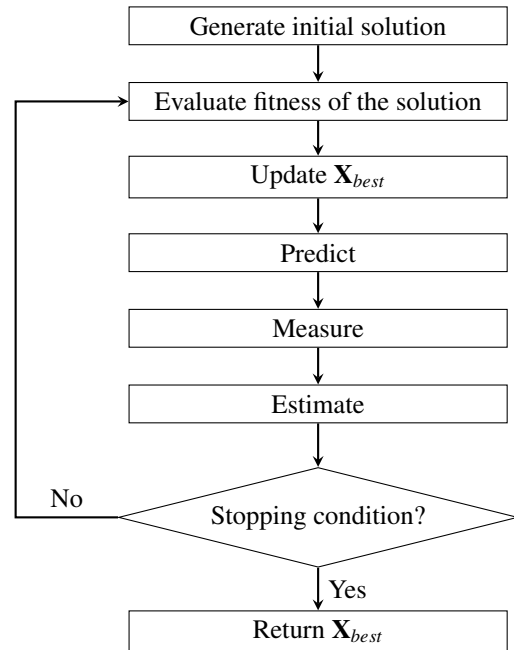 Generate initial solution
Evaluate fitness of the solution
Update X_best
Predict
Measure
Estimate
Stopping condition?
No
Yes
Return X_best